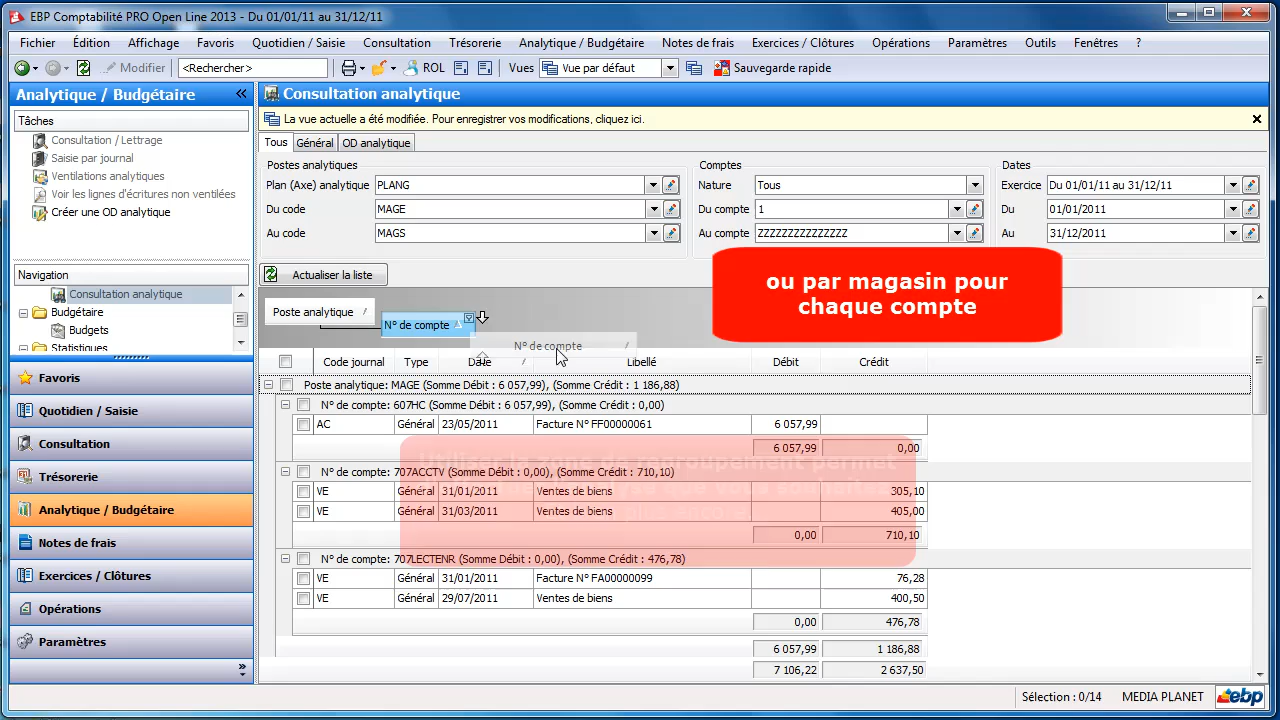 EBP Comptabilité PRO Open Line 2013 - Du 01/01/11 au 31/12/11
Fichier Édition Affichage Favoris Quotidien / Saisie Consultation Trésorerie Analytique / Budgétaire Notes de frais Exercices / Clôtures Opérations Paramètres Outils Fenêtres ?
Modifier <Rechercher> ROL Vues Vue par défaut Sauvegarde rapide
Analytique / Budgétaire
Tâches
Consultation / Lettrage
Saisie par journal
Ventilations analytiques
Voir les lignes d'écritures non ventilées
Créer une OD analytique
Navigation
Consultation analytique
Budgétaire
Budgets
Statistiques
Favoris
Quotidien / Saisie
Consultation
Trésorerie
Analytique / Budgétaire
Notes de frais
Exercices / Clôtures
Opérations
Paramètres
Consultation analytique
La vue actuelle a été modifiée. Pour enregistrer vos modifications, cliquez ici.
Tous Général OD analytique
Postes analytiques Comptes Dates
Plan (Axe) analytique PLANG Nature Tous Exercice Du 01/01/11 au 31/12/11
Du code MAGE Du compte 1 Du 01/01/2011
Au code MAGS Au compte ZZZZZZZZZZZZZZZ Au 31/12/2011
Actualiser la liste
ou par magasin pour
chaque compte
Poste analytique /
N° de compte
N° de compte /
Code journal Type Date / Libellé Débit Crédit
Poste analytique: MAGE (Somme Débit : 6 057,99), (Somme Crédit : 1 186,88)
N° de compte: 607HC (Somme Débit : 6 057,99), (Somme Crédit : 0,00)
AC Général 23/05/2011 Facture N° FF00000061 6 057,99
6 057,99 0,00
Utiliser la zone de regroupement permet
N° de compte: 707ACCTV (Somme Débit : 0,00), (Somme Crédit : 710,10)
VE Général 31/01/2011 Ventes de biens 305,10
VE Général 31/03/2011 Ventes de biens 405,00
plus encore
0,00 710,10
N° de compte: 707LECTENR (Somme Débit : 0,00), (Somme Crédit : 476,78)
VE Général 31/01/2011 Facture N° FA00000099 76,28
VE Général 29/07/2011 Ventes de biens 400,50
0,00 476,78
6 057,99 1 186,88
7 106,22 2 637,50
Sélection : 0/14 MEDIA PLANET ebp